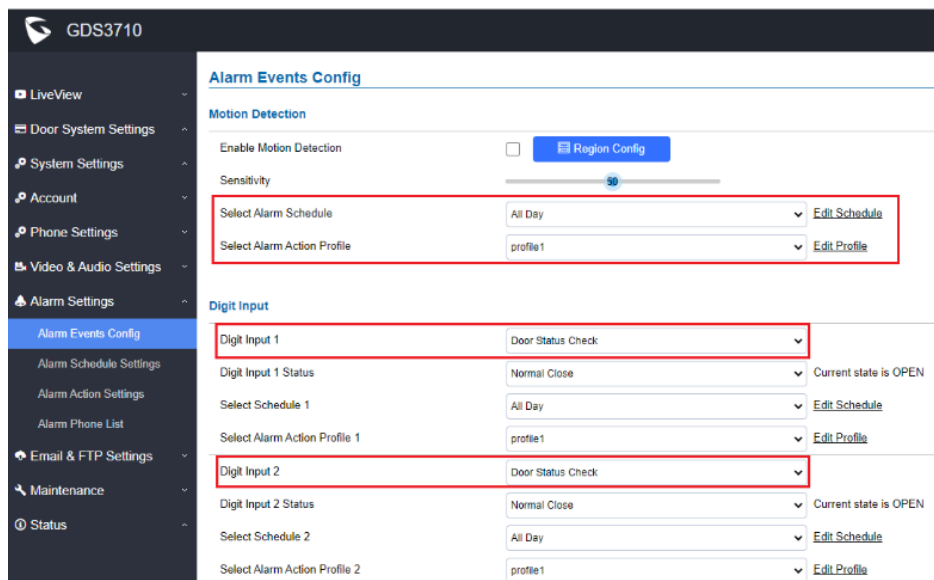 GDS3710
LiveView
Door System Settings
System Settings
Account
Phone Settings
Video & Audio Settings
Alarm Settings
Alarm Events Config
Alarm Schedule Settings
Alarm Action Settings
Alarm Phone List
Email & FTP Settings
Maintenance
Status
Alarm Events Config
Motion Detection
Enable Motion Detection Region Config
Sensitivity 50
Select Alarm Schedule All Day Edit Schedule
Select Alarm Action Profile profile1 Edit Profile
Digit Input
Digit Input 1 Door Status Check
Digit Input 1 Status Normal Close Current state is OPEN
Select Schedule 1 All Day Edit Schedule
Select Alarm Action Profile 1 profile1 Edit Profile
Digit Input 2 Door Status Check
Digit Input 2 Status Normal Close Current state is OPEN
Select Schedule 2 All Day Edit Schedule
Select Alarm Action Profile 2 profile1 Edit Profile